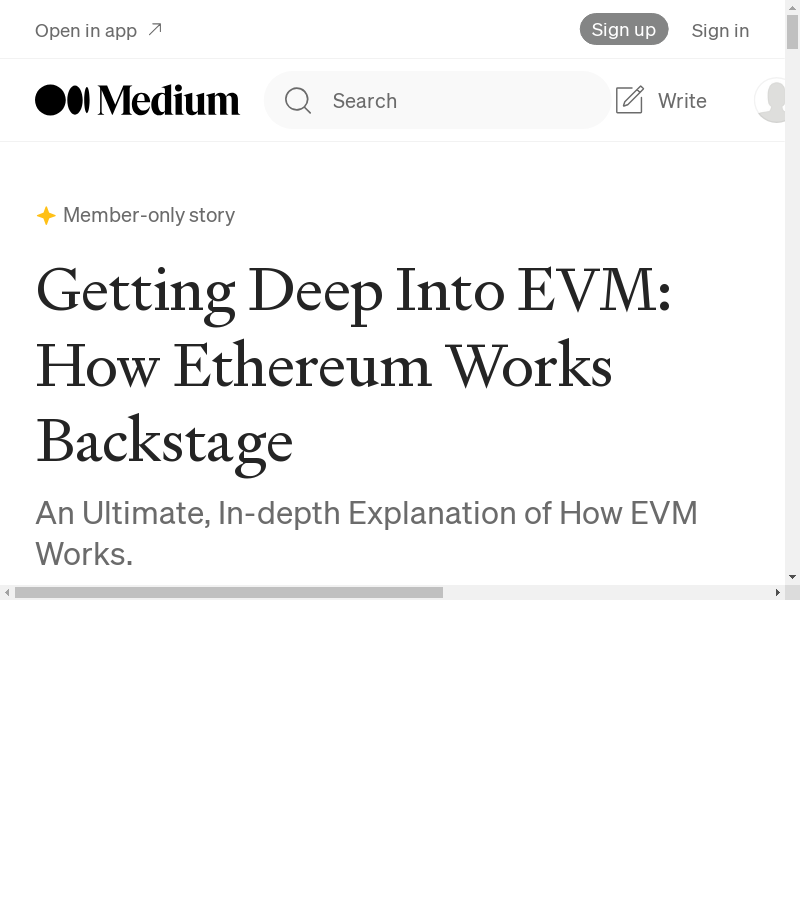 Open in app
Sign up
Sign in
Medium
Search
Write
Member-only story
Getting Deep Into EVM:
How Ethereum Works
Backstage
An Ultimate, In-depth Explanation of How EVM
Works.